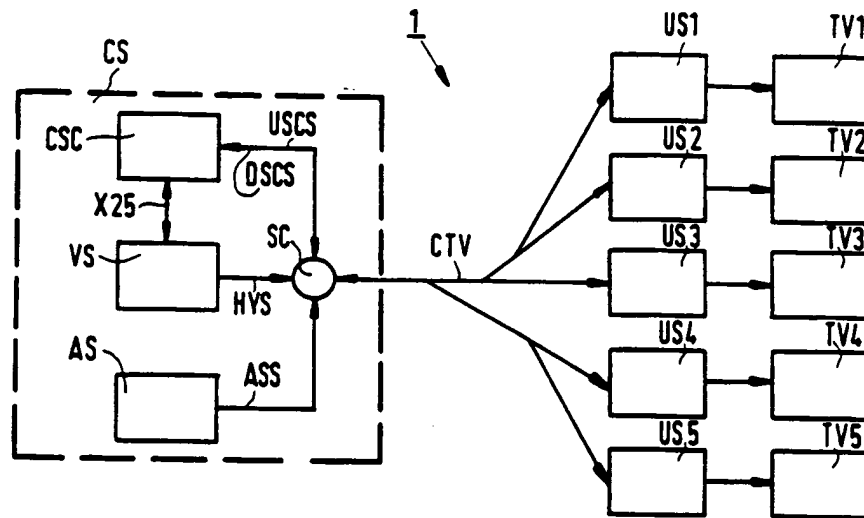 1
CS
CSC
USCS
DSCS
X25
VS
SC
HYS
AS
ASS
CTV
US1
TV1
US2
TV2
US3
TV3
US4
TV4
US5
TV5